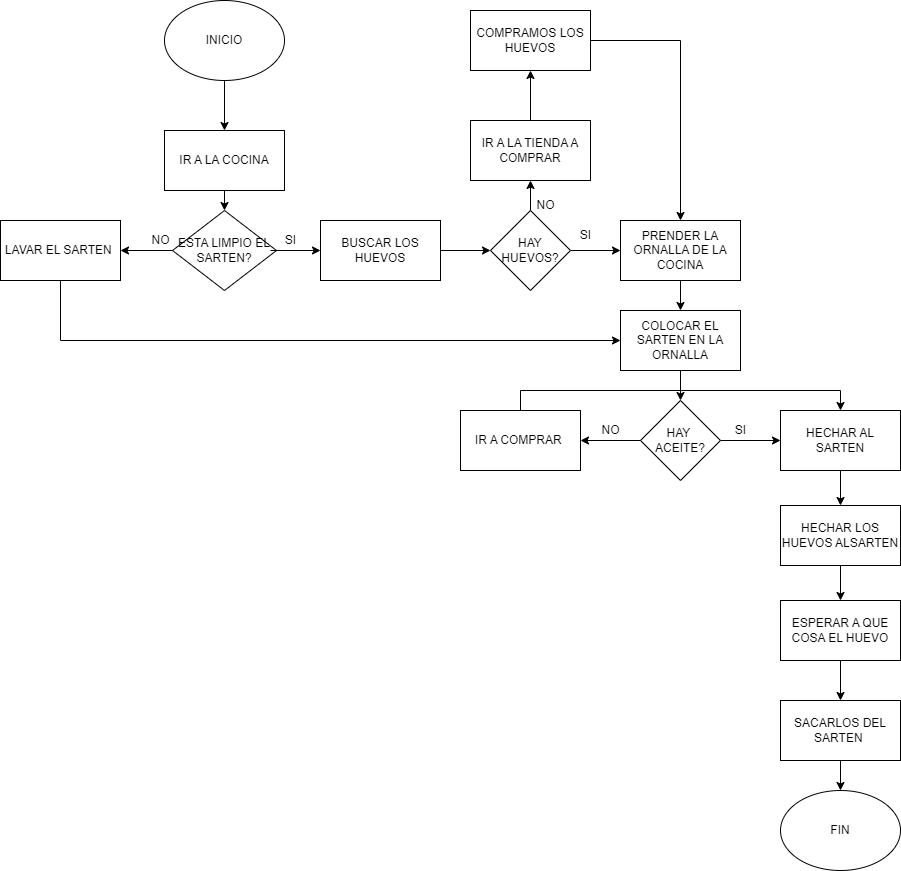 INICIO
COMPRAMOS LOS
HUEVOS
IR A LA COCINA
IR A LA TIENDA A
COMPRAR
NO
LAVAR EL SARTEN
NO
ESTA LIMPIO EL
SARTEN?
SI
BUSCAR LOS
HUEVOS
HAY
HUEVOS?
SI
PRENDER LA
ORNALLA DE LA
COCINA
COLOCAR EL
SARTEN EN LA
ORNALLA
IR A COMPRAR
NO
HAY
ACEITE?
SI
HECHAR AL
SARTEN
HECHAR LOS
HUEVOS ALSARTEN
ESPERAR A QUE
COSA EL HUEVO
SACARLOS DEL
SARTEN
FIN